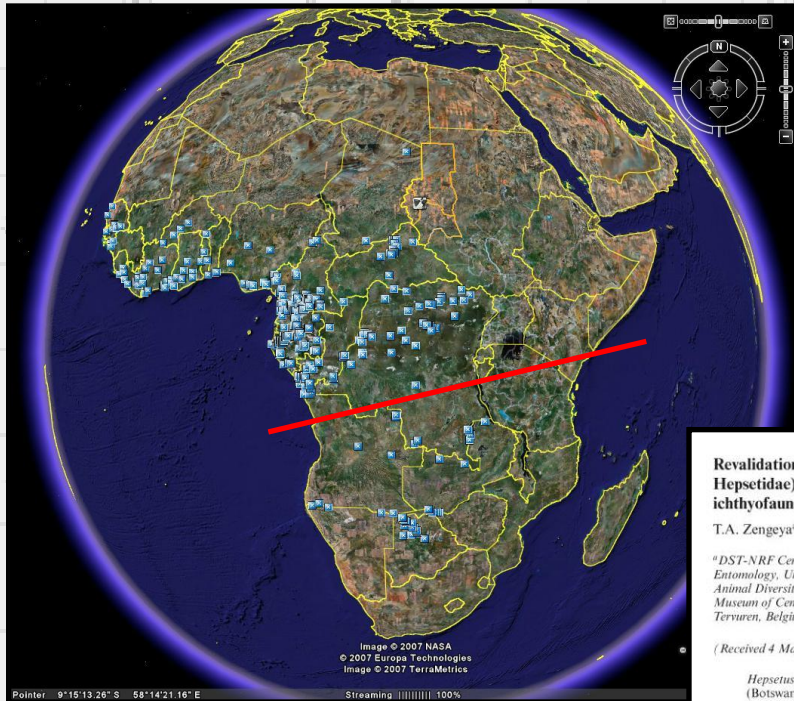 N
Image © 2007 NASA
© 2007 Europa Technologies
Image © 2007 TerraMetrics
Pointer 9°15'13.26" S 58°14'21.16" E
Streaming |||||||||| 100%
Revalidation
Hepsetidae)
ichthyofaun
T.A. Zengeya
DST-NRF Cen
Entomology, U
Animal Diversit
Museum of Cen
Tervuren, Belgi
(Received 4 Ma
Hepsetus
(Botswar